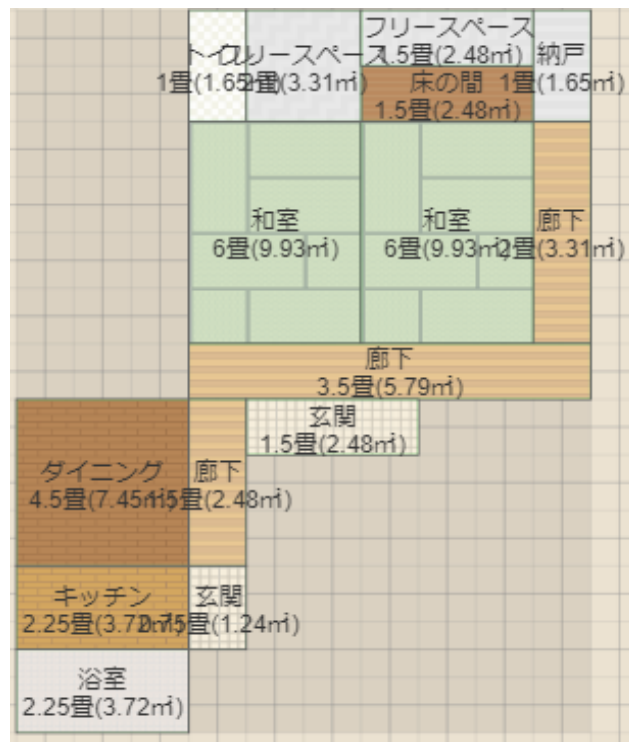 トイレ
1畳(1.65㎡)
フリースペース
2畳(3.31㎡)
フリースペース
1.5畳(2.48㎡)
床の間
1.5畳(2.48㎡)
納戸
1畳(1.65㎡)
和室
6畳(9.93㎡)
和室
6畳(9.93㎡)
廊下
2畳(3.31㎡)
廊下
3.5畳(5.79㎡)
玄関
1.5畳(2.48㎡)
ダイニング
4.5畳(7.45㎡)
廊下
1.5畳(2.48㎡)
キッチン
2.25畳(3.72㎡)
玄関
0.75畳(1.24㎡)
浴室
2.25畳(3.72㎡)